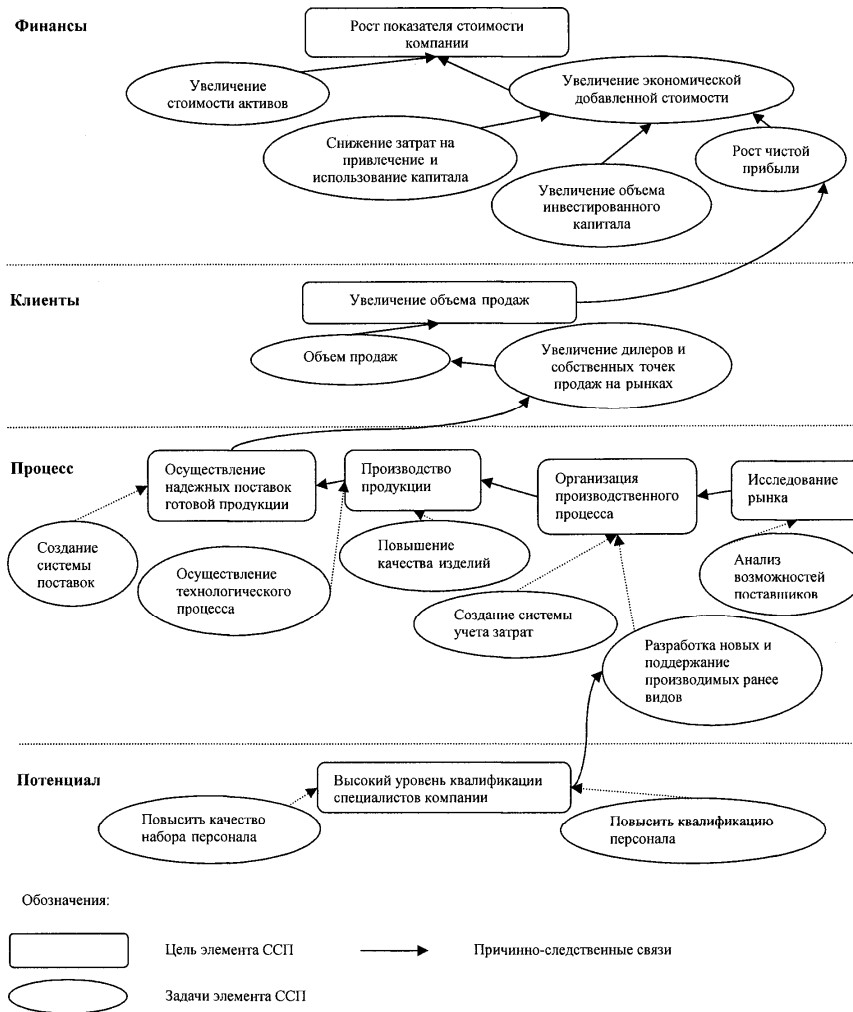 Финансы
Рост показателя стоимости
компании
Увеличение
стоимости активов
Увеличение экономической
добавленной стоимости
Снижение затрат на
привлечение и
использование капитала
Увеличение объема
инвестированного
капитала
Рост чистой
прибыли
Клиенты
Увеличение объема продаж
Объем продаж
Увеличение дилеров и
собственных точек
продаж на рынках
Процесс
Осуществление
надежных поставок
готовой продукции
Производство
продукции
Организация
производственного
процесса
Исследование
рынка
Создание
системы
поставок
Осуществление
технологического
процесса
Повышение
качества изделий
Создание системы
учета затрат
Анализ
возможностей
поставщиков
Разработка новых и
поддержание
производимых ранее
видов
Потенциал
Высокий уровень квалификации
специалистов компании
Повысить качество
набора персонала
Повысить квалификацию
персонала
Обозначения:
Цель элемента ССП
Причинно-следственные связи
Задачи элемента ССП